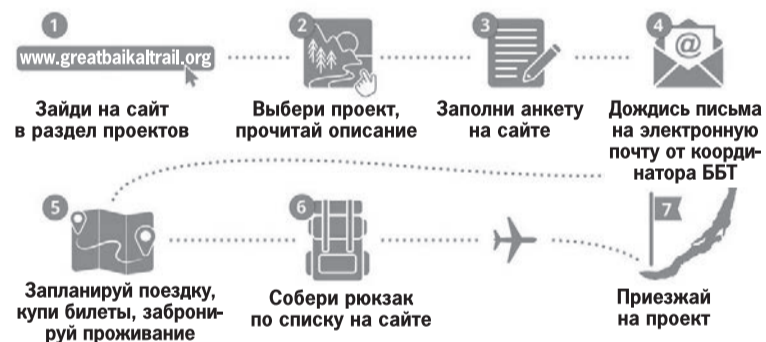 1
www.greatbaikaltrail.org
Зайди на сайт
в раздел проектов
2
Выбери проект,
прочитай описание
3
Заполни анкету
на сайте
4
@
Дождись письма
на электронную
почту от коорди-
натора ББТ
5
Запланируй поездку,
купи билеты, заброни-
руй проживание
6
Собери рюкзак
по списку на сайте
7
Приезжай
на проект